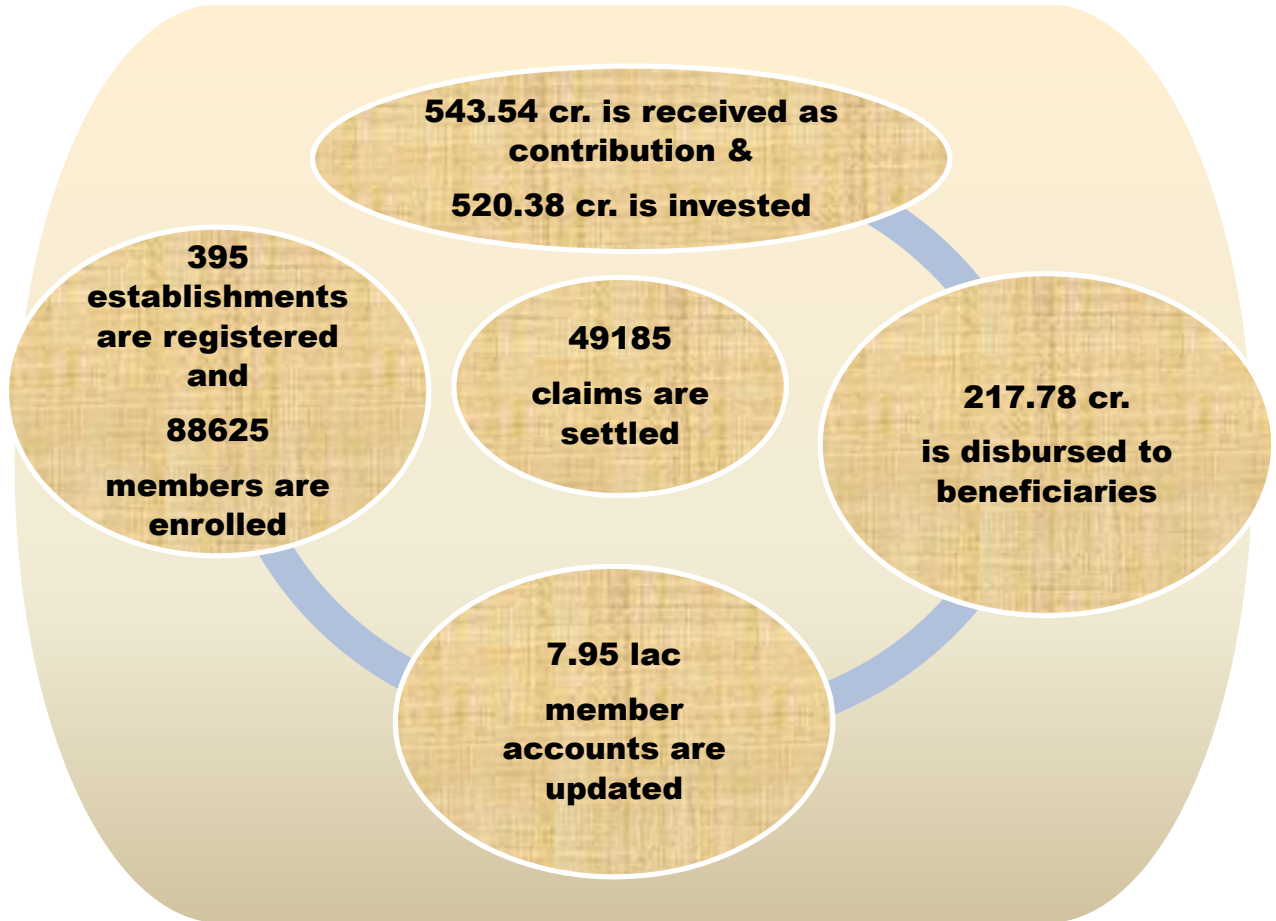 543.54 cr. is received as
contribution &
520.38 cr. is invested
395
establishments
are registered
and
88625
members are
enrolled
49185
claims are
settled
217.78 cr.
is disbursed to
beneficiaries
7.95 lac
member
accounts are
updated